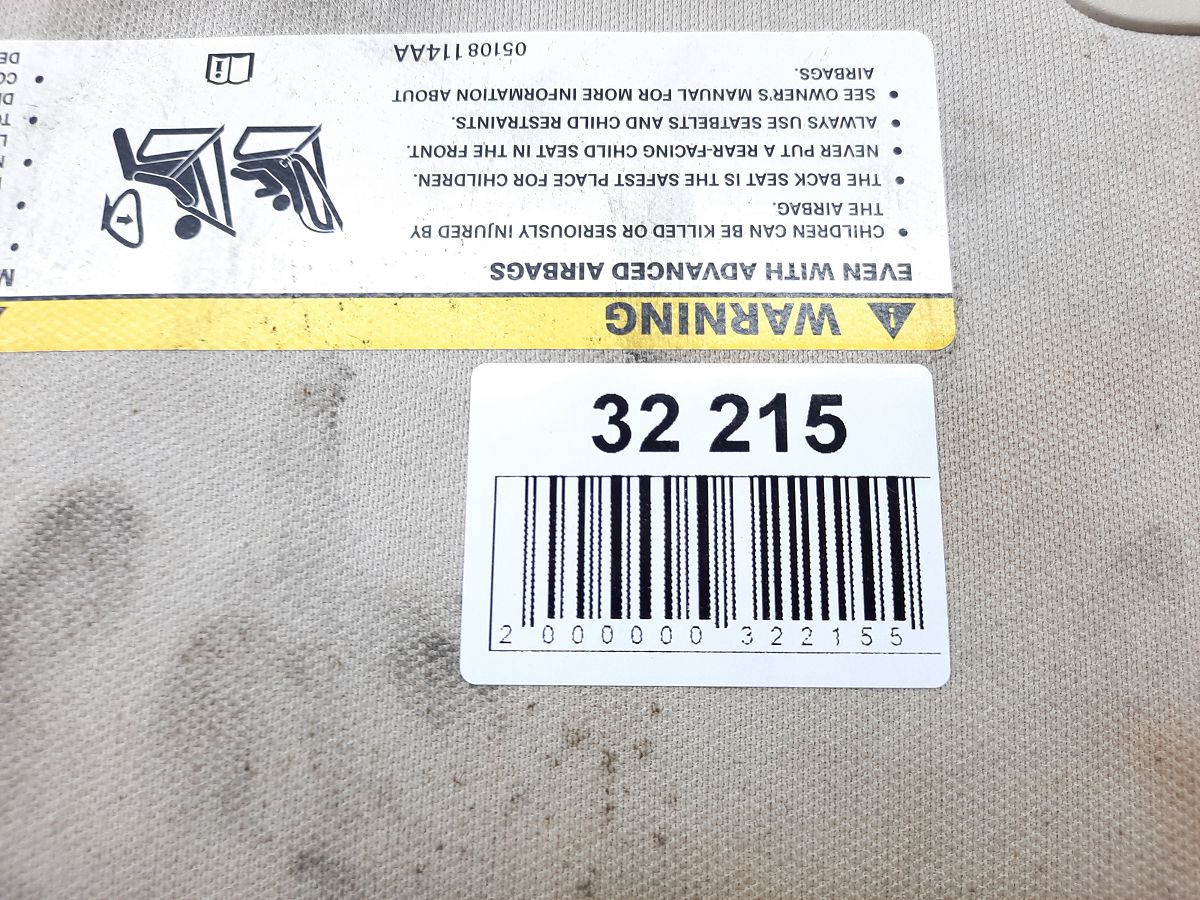 WARNING
EVEN WITH ADVANCED AIRBAGS
• CHILDREN CAN BE KILLED OR SERIOUSLY INJURED BY
THE AIRBAG.
• THE BACK SEAT IS THE SAFEST PLACE FOR CHILDREN.
• NEVER PUT A REAR-FACING CHILD SEAT IN THE FRONT.
• ALWAYS USE SEATBELTS AND CHILD RESTRAINTS.
• SEE OWNER'S MANUAL FOR MORE INFORMATION ABOUT
AIRBAGS.
05108114AA
32 215
2 000000 322155